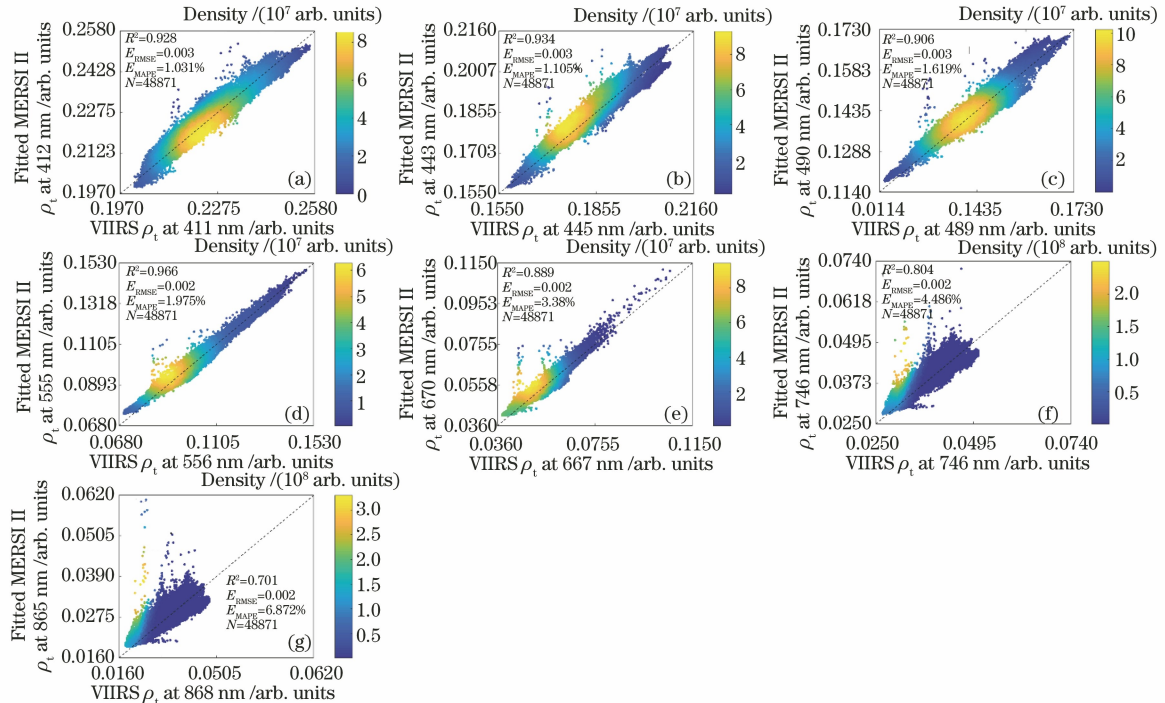 Density /(10⁷ arb. units)
Fitted MERSI II
ρt at 412 nm /arb. units
0.2580
0.2428
0.2275
0.2123
0.1970
R²=0.928
E_RMSE=0.003
E_MAPE=1.031%
N=48871
(a)
8
6
4
2
0
0.1970 0.2275 0.2580
VIIRS ρt at 411 nm /arb. units
Density /(10⁷ arb. units)
Fitted MERSI II
ρt at 443 nm /arb. units
0.2160
0.2007
0.1855
0.1703
0.1550
R²=0.934
E_RMSE=0.003
E_MAPE=1.105%
N=48871
(b)
8
6
4
2
0.1550 0.1855 0.2160
VIIRS ρt at 445 nm /arb. units
Density /(10⁷ arb. units)
Fitted MERSI II
ρt at 490 nm /arb. units
0.1730
0.1583
0.1435
0.1288
0.1140
R²=0.906
E_RMSE=0.003
E_MAPE=1.619%
N=48871
(c)
10
8
6
4
2
0.0114 0.1435 0.1730
VIIRS ρt at 489 nm /arb. units
Density /(10⁷ arb. units)
Fitted MERSI II
ρt at 555 nm /arb. units
0.1530
0.1318
0.1105
0.0893
0.0680
R²=0.966
E_RMSE=0.002
E_MAPE=1.975%
N=48871
(d)
6
5
4
3
2
1
0.0680 0.1105 0.1530
VIIRS ρt at 556 nm /arb. units
Density /(10⁷ arb. units)
Fitted MERSI II
ρt at 670 nm /arb. units
0.1150
0.0953
0.0755
0.0558
0.0360
R²=0.889
E_RMSE=0.002
E_MAPE=3.38%
N=48871
(e)
8
6
4
2
0.0360 0.0755 0.1150
VIIRS ρt at 667 nm /arb. units
Density /(10⁸ arb. units)
Fitted MERSI II
ρt at 746 nm /arb. units
0.0740
0.0618
0.0495
0.0373
0.0250
R²=0.804
E_RMSE=0.002
E_MAPE=4.486%
N=48871
(f)
2.0
1.5
1.0
0.5
0.0250 0.0495 0.0740
VIIRS ρt at 746 nm /arb. units
Density /(10⁸ arb. units)
Fitted MERSI II
ρt at 865 nm /arb. units
0.0620
0.0505
0.0390
0.0275
0.0160
R²=0.701
E_RMSE=0.002
E_MAPE=6.872%
N=48871
(g)
3.0
2.5
2.0
1.5
1.0
0.5
0.0160 0.0505 0.0620
VIIRS ρt at 868 nm /arb. units